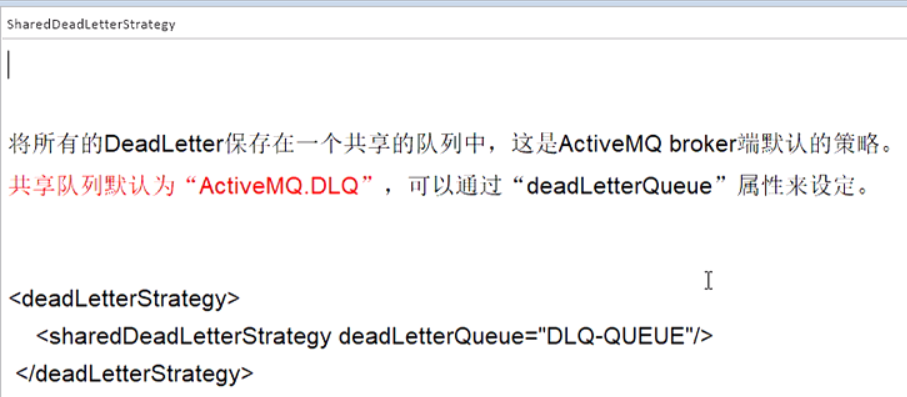 SharedDeadLetterStrategy
将所有的DeadLetter保存在一个共享的队列中，这是ActiveMQ broker端默认的策略。
共享队列默认为“ActiveMQ.DLQ”，可以通过“deadLetterQueue”属性来设定。
<deadLetterStrategy>
<sharedDeadLetterStrategy deadLetterQueue="DLQ-QUEUE"/>
</deadLetterStrategy>